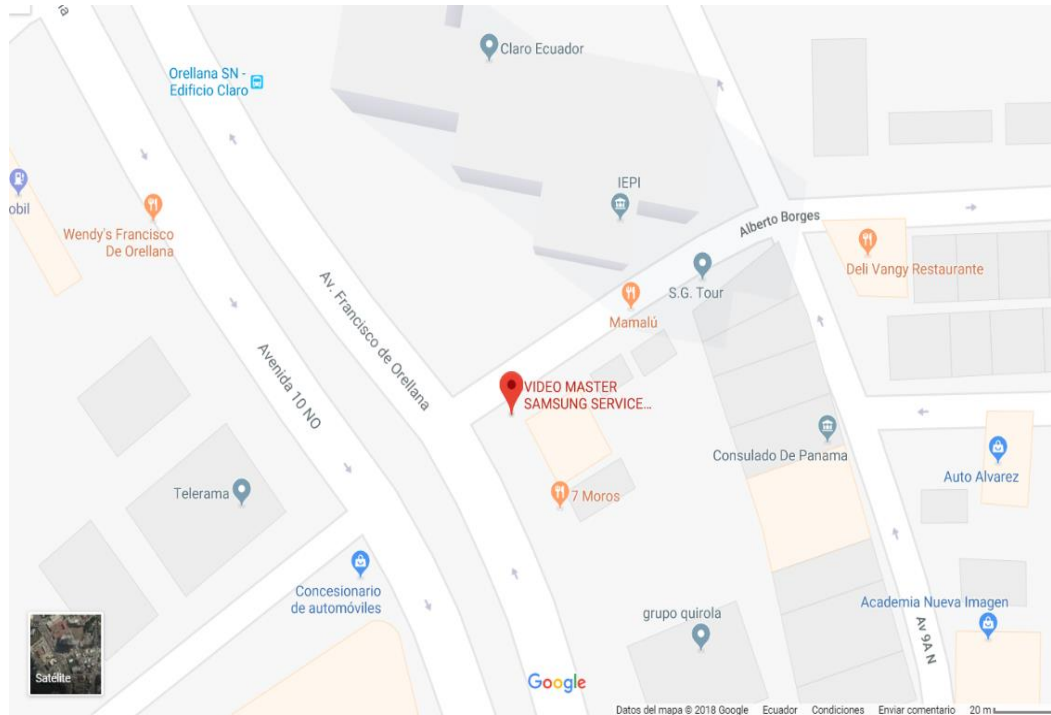 Claro Ecuador
Orellana SN -
Edificio Claro
IEPI
obil
Alberto Borges
Wendy's Francisco
De Orellana
Deli Vangy Restaurante
S.G. Tour
Mamalú
Av. Francisco de Orellana
Avenida 10 NO
VIDEO MASTER
SAMSUNG SERVICE...
Consulado De Panama
Auto Alvarez
Telerama
7 Moros
Concesionario
de automóviles
Academia Nueva Imagen
grupo quirola
Av 9A N
Satélite
Google
Datos del mapa © 2018 Google Ecuador Condiciones Enviar comentario 20 m